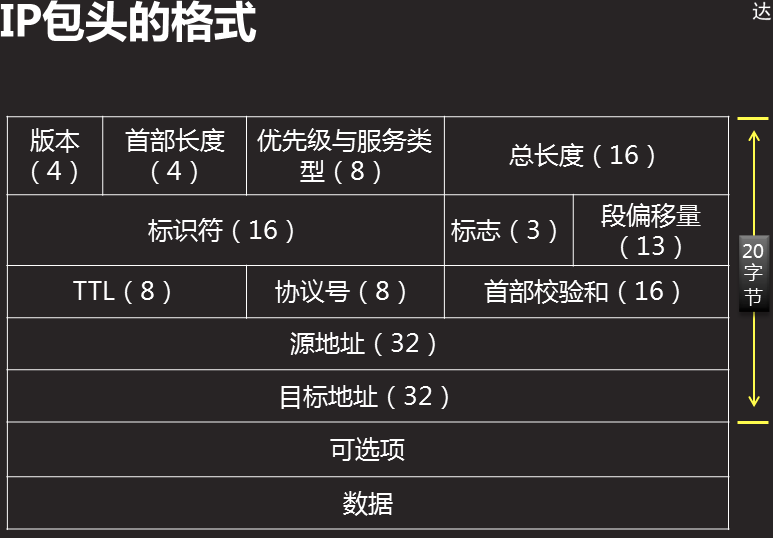 IP包头的格式
达
版本
（4）
首部长度
（4）
优先级与服务类
型（8）
总长度（16）
标识符（16）
标志（3）
段偏移量
（13）
TTL（8）
协议号（8）
首部校验和（16）
源地址（32）
目标地址（32）
可选项
数据
20
字
节